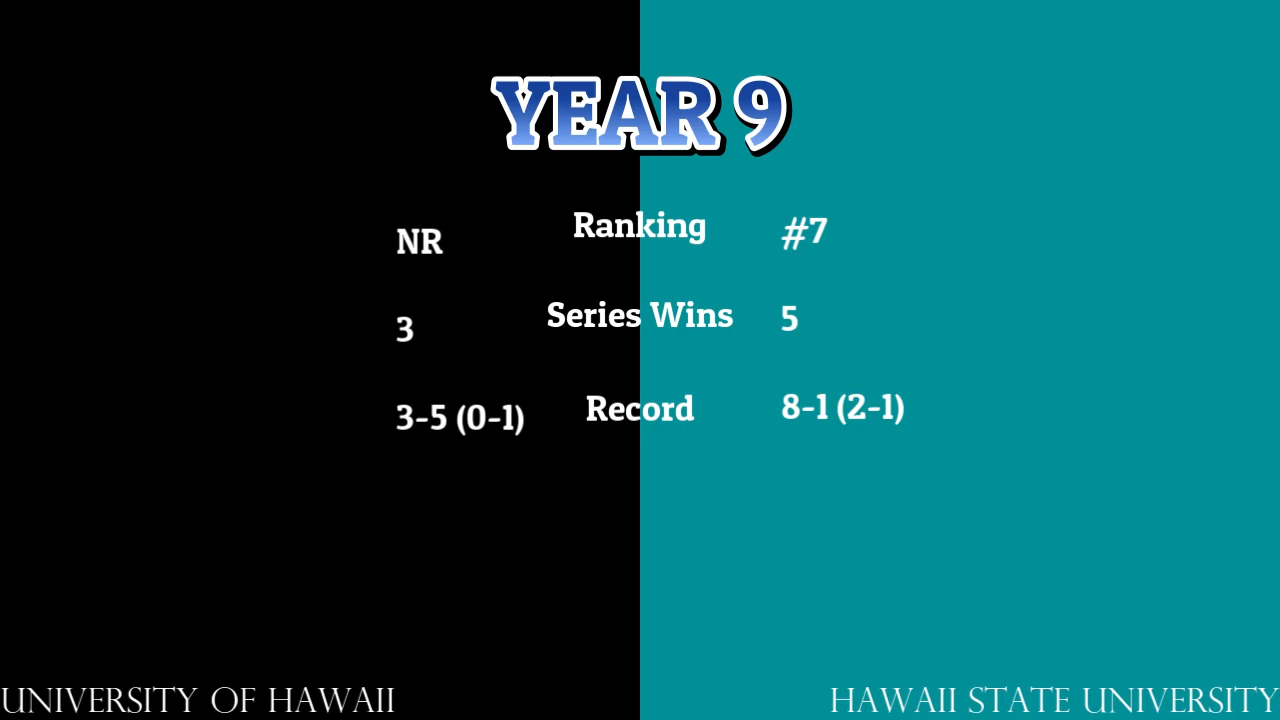 YEAR 9
NR Ranking #7
3 Series Wins 5
3-5 (0-1) Record 8-1 (2-1)
UNIVERSITY OF HAWAII HAWAII STATE UNIVERSITY